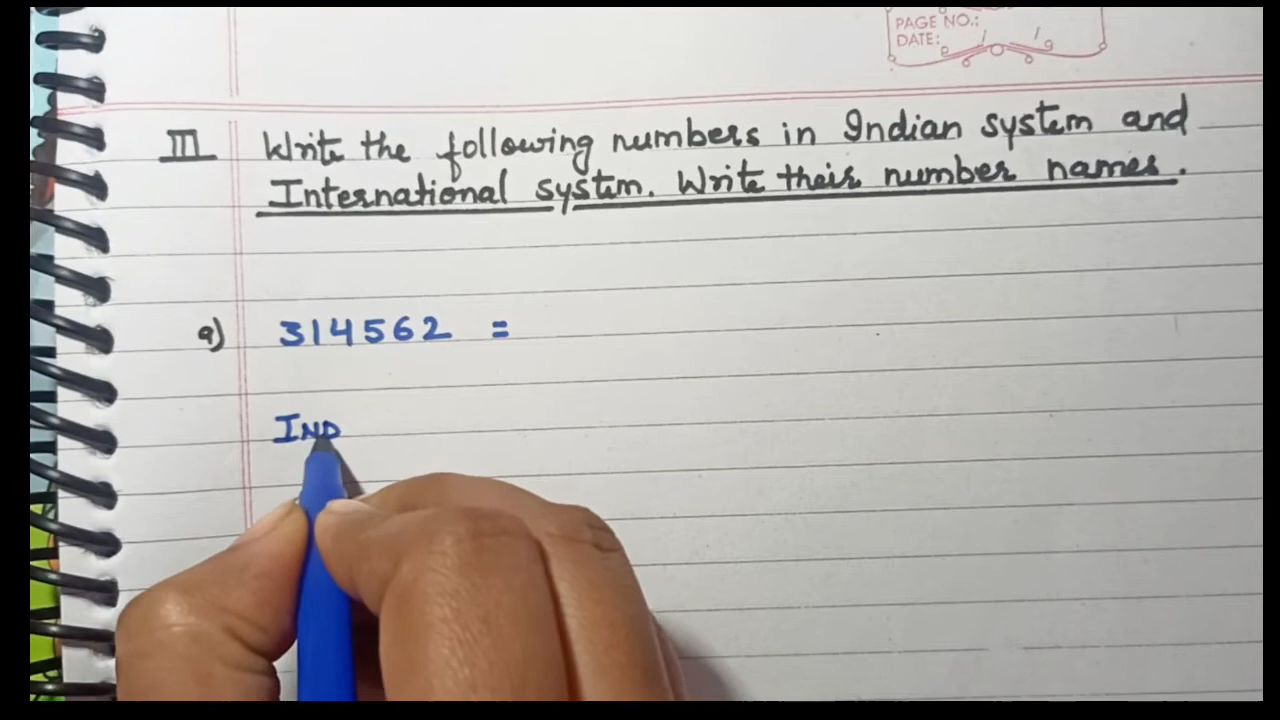 PAGE NO.:
DATE: / /
III Write the following numbers in Indian system and
International system. Write their number names.
a) 314562 =
IND